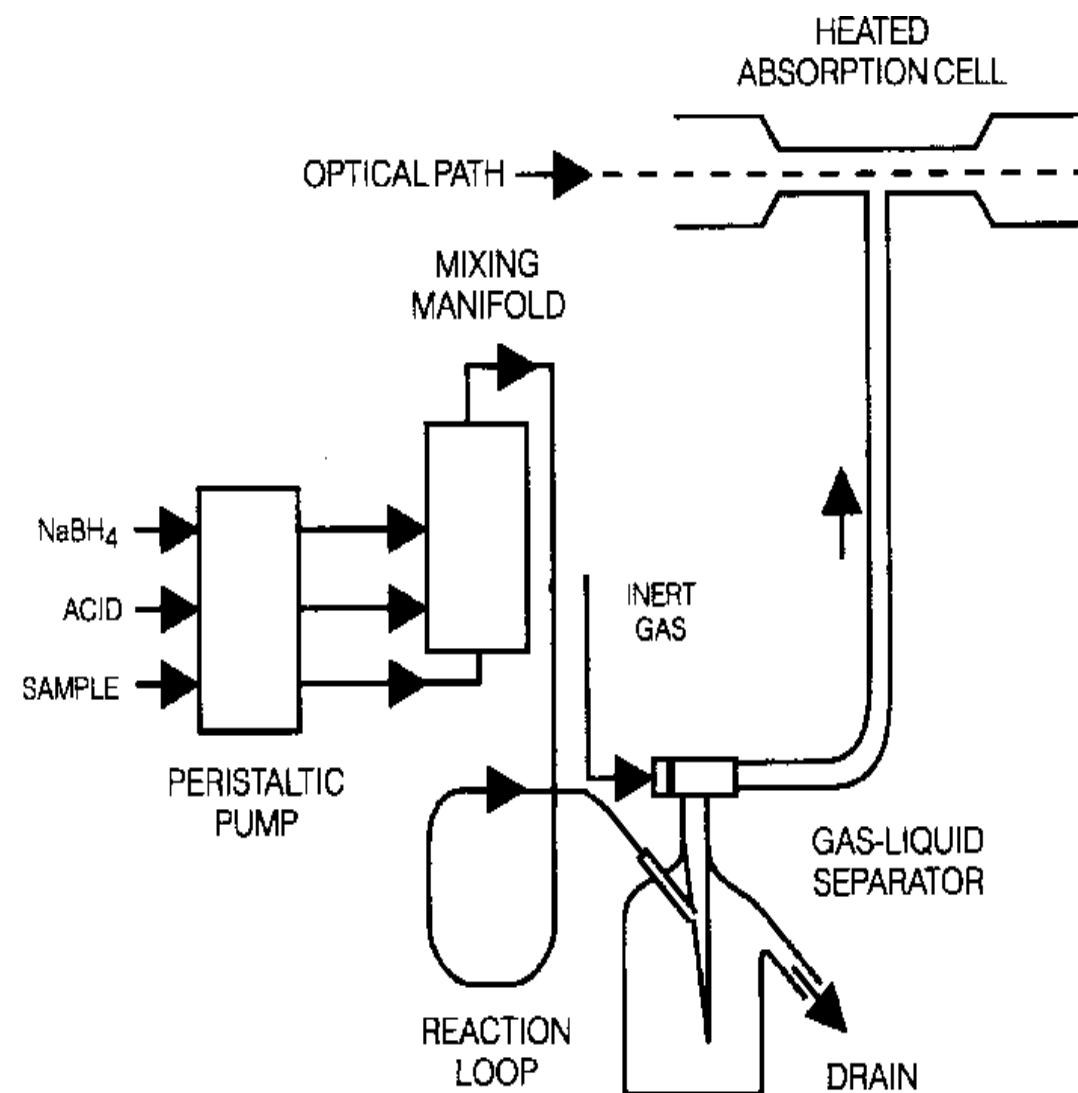 HEATED
ABSORPTION CELL
OPTICAL PATH
MIXING
MANIFOLD
NaBH4
ACID
SAMPLE
INERT
GAS
PERISTALTIC
PUMP
GAS-LIQUID
SEPARATOR
REACTION
LOOP
DRAIN